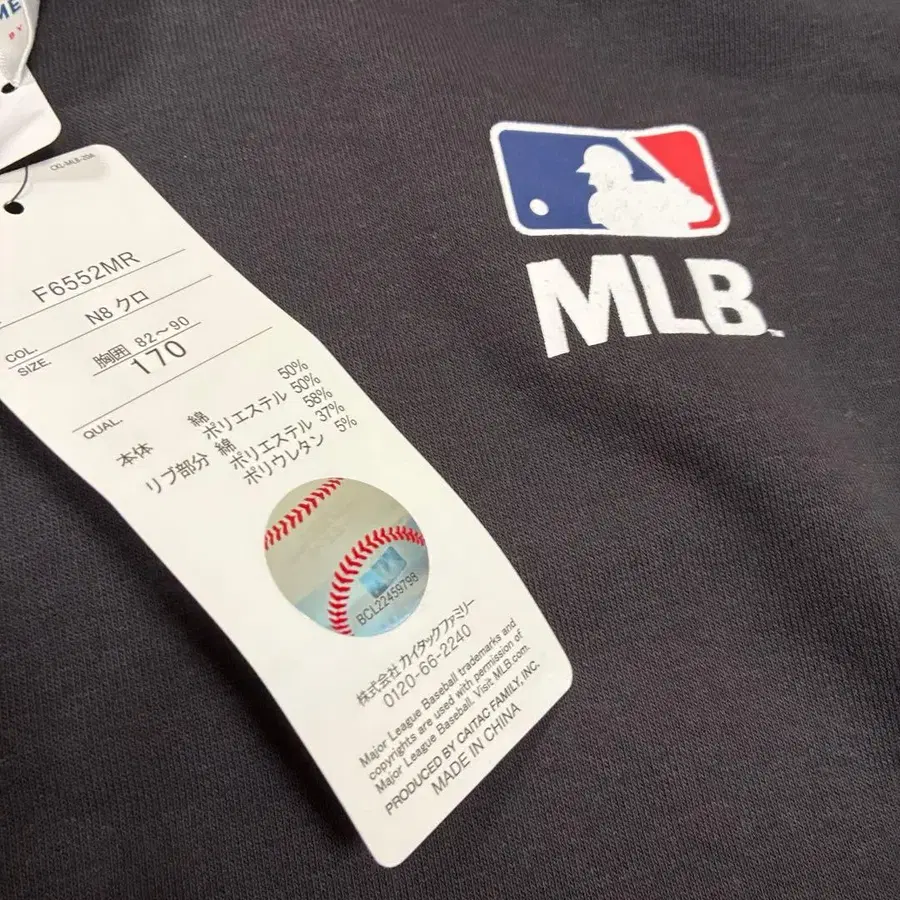 ME
BY
F6552MR
COL. N8 クロ
SIZE. 胸囲 82～90
170
QUAL.
本体 綿 50%
ポリエステル 50%
リブ部分 綿 58%
ポリエステル 37%
ポリウレタン 5%
BCL22459798
株式会社 カイタックファミリー
0120-66-2240
Major League Baseball trademarks and
copyrights are used with permission of
Major League Baseball. Visit MLB.com.
PRODUCED BY CAITAC FAMILY, INC.
MADE IN CHINA
MLB